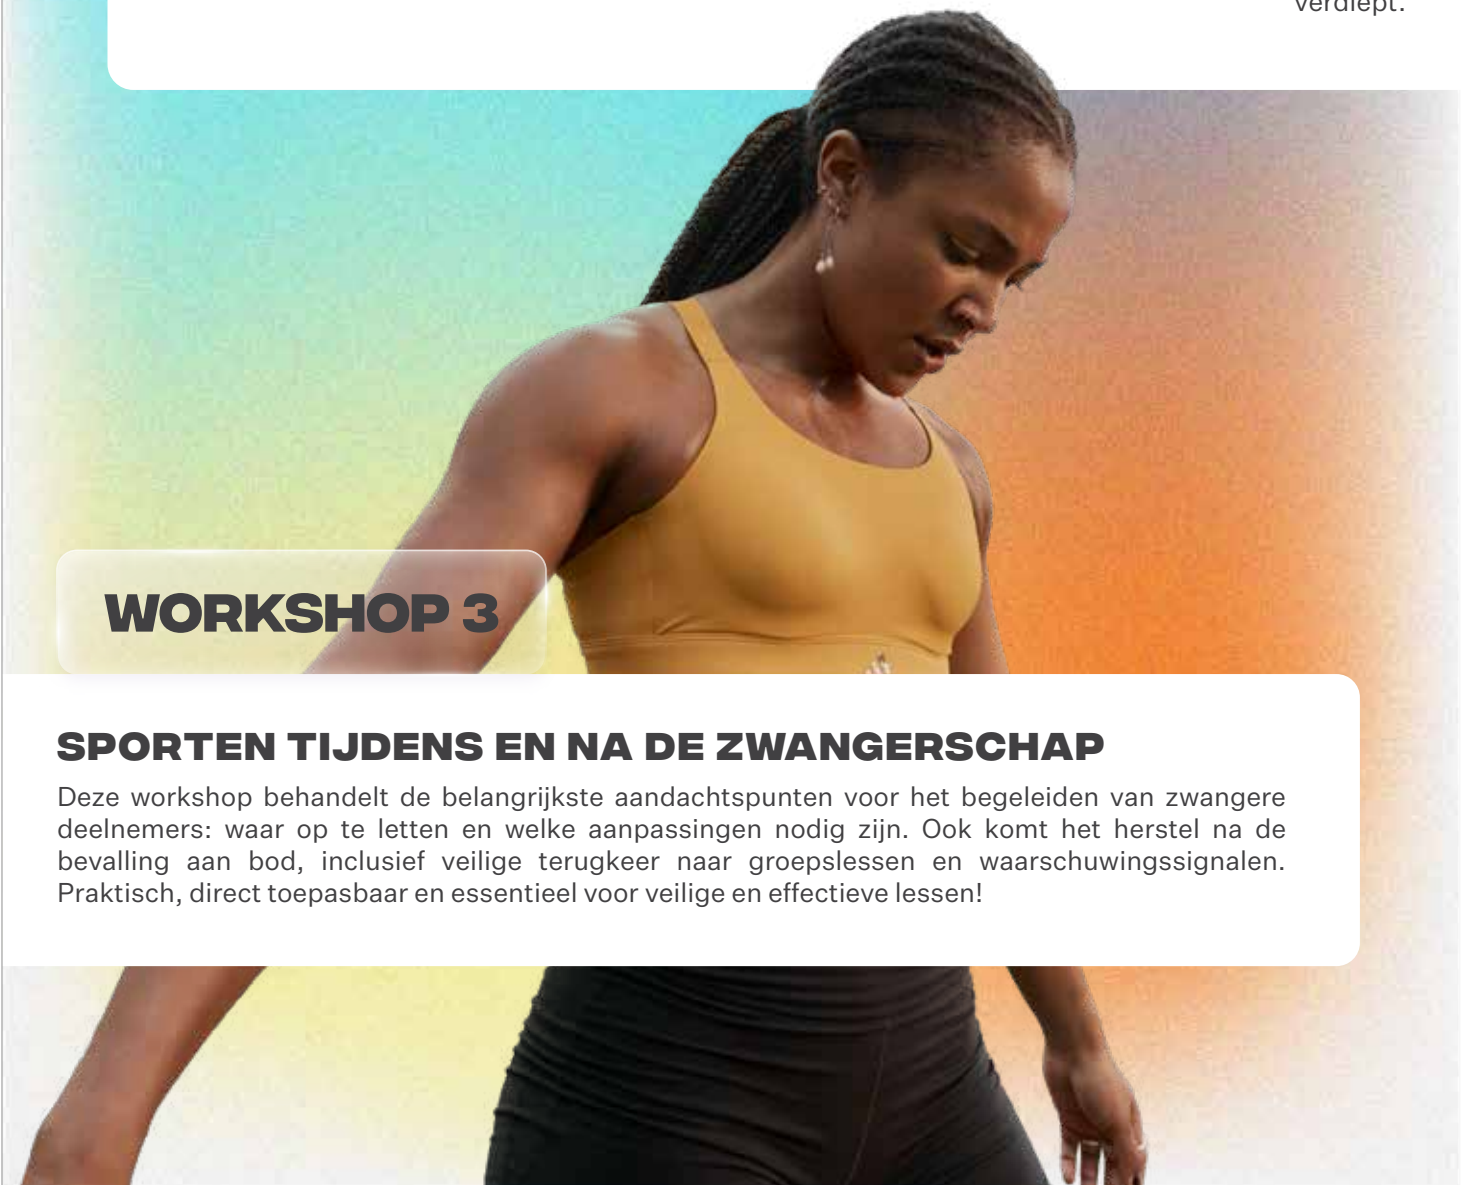 verdiept.
WORKSHOP 3
SPORTEN TIJDENS EN NA DE ZWANGERSCHAP
Deze workshop behandelt de belangrijkste aandachtspunten voor het begeleiden van zwangere
deelnemers: waar op te letten en welke aanpassingen nodig zijn. Ook komt het herstel na de
bevalling aan bod, inclusief veilige terugkeer naar groepslessen en waarschuwingssignalen.
Praktisch, direct toepasbaar en essentieel voor veilige en effectieve lessen!